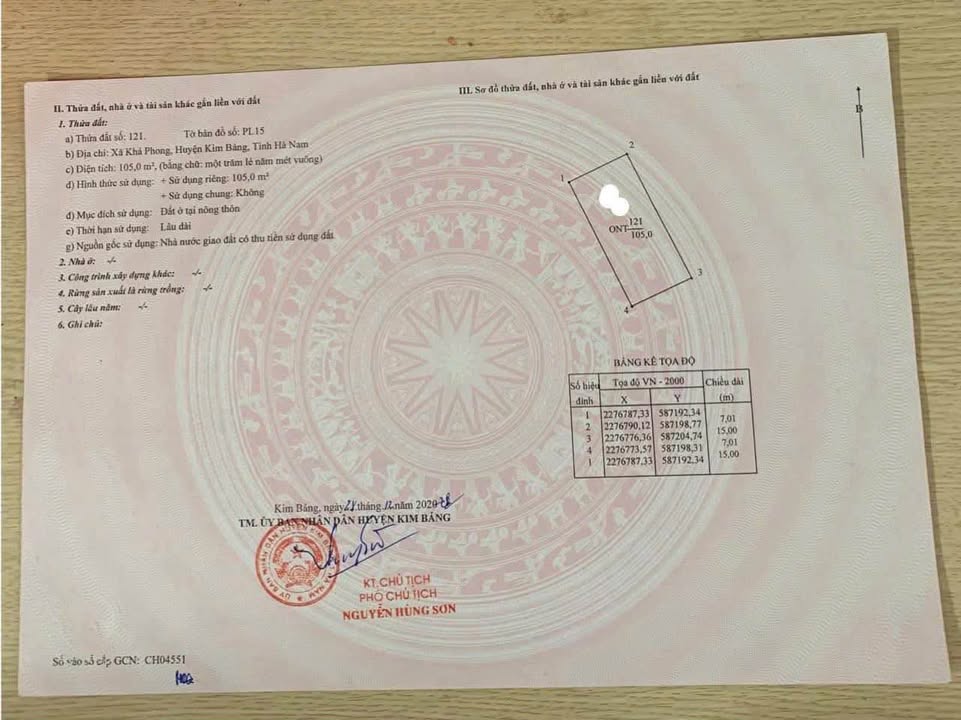 II. Thửa đất, nhà ở và tài sản khác gắn liền với đất
1. Thửa đất:
a) Thửa đất số: 121. Tờ bản đồ số: PL15
b) Địa chỉ: Xã Khả Phong, Huyện Kim Bảng, Tỉnh Hà Nam
c) Diện tích: 105,0 m², (bằng chữ: một trăm lẻ năm mét vuông)
d) Hình thức sử dụng: + Sử dụng riêng: 105,0 m²
+ Sử dụng chung: Không
đ) Mục đích sử dụng: Đất ở tại nông thôn
e) Thời hạn sử dụng: Lâu dài
g) Nguồn gốc sử dụng: Nhà nước giao đất có thu tiền sử dụng đất
2. Nhà ở: -/-
3. Công trình xây dựng khác: -/-
4. Rừng sản xuất là rừng trồng: -/-
5. Cây lâu năm: -/-
6. Ghi chú:
III. Sơ đồ thửa đất, nhà ở và tài sản khác gắn liền với đất
B
1
2
ONT 121
105,0
3
4
BẢNG KÊ TỌA ĐỘ
Số hiệu đỉnh Tọa độ VN - 2000 Chiều dài (m)
X Y
1 2276787,33 587192,34
7,01
2 2276790,12 587198,77
15,00
3 2276776,36 587204,74
7,01
4 2276773,57 587198,31
15,00
1 2276787,33 587192,34
Kim Bảng, ngày tháng 12 năm 2020
TM. ỦY BAN NHÂN DÂN HUYỆN KIM BẢNG
KT. CHỦ TỊCH
PHÓ CHỦ TỊCH
NGUYỄN HÙNG SƠN
Số vào sổ cấp GCN: CH04551